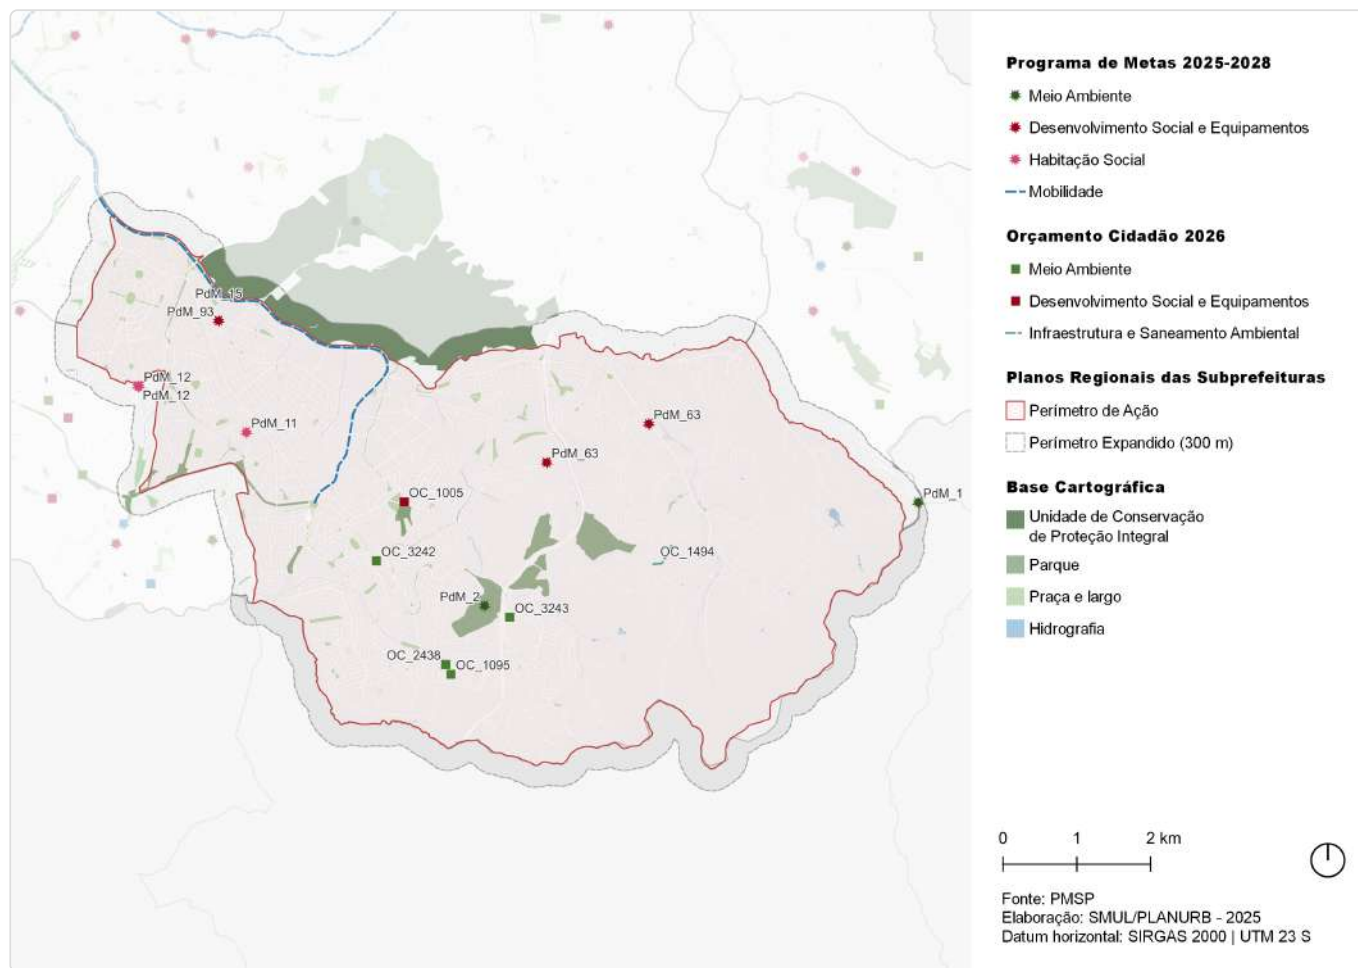 PdM_15
PdM_93
PdM_12
PdM_12
PdM_11
PdM_63
PdM_63
PdM_1
OC_1005
OC_3242
OC_1494
PdM_2
OC_3243
OC_2438
OC_1095
Programa de Metas 2025-2028
Meio Ambiente
Desenvolvimento Social e Equipamentos
Habitação Social
Mobilidade
Orçamento Cidadão 2026
Meio Ambiente
Desenvolvimento Social e Equipamentos
Infraestrutura e Saneamento Ambiental
Planos Regionais das Subprefeituras
Perímetro de Ação
Perímetro Expandido (300 m)
Base Cartográfica
Unidade de Conservação
de Proteção Integral
Parque
Praça e largo
Hidrografia
0 1 2 km
Fonte: PMSP
Elaboração: SMUL/PLANURB - 2025
Datum horizontal: SIRGAS 2000 | UTM 23 S